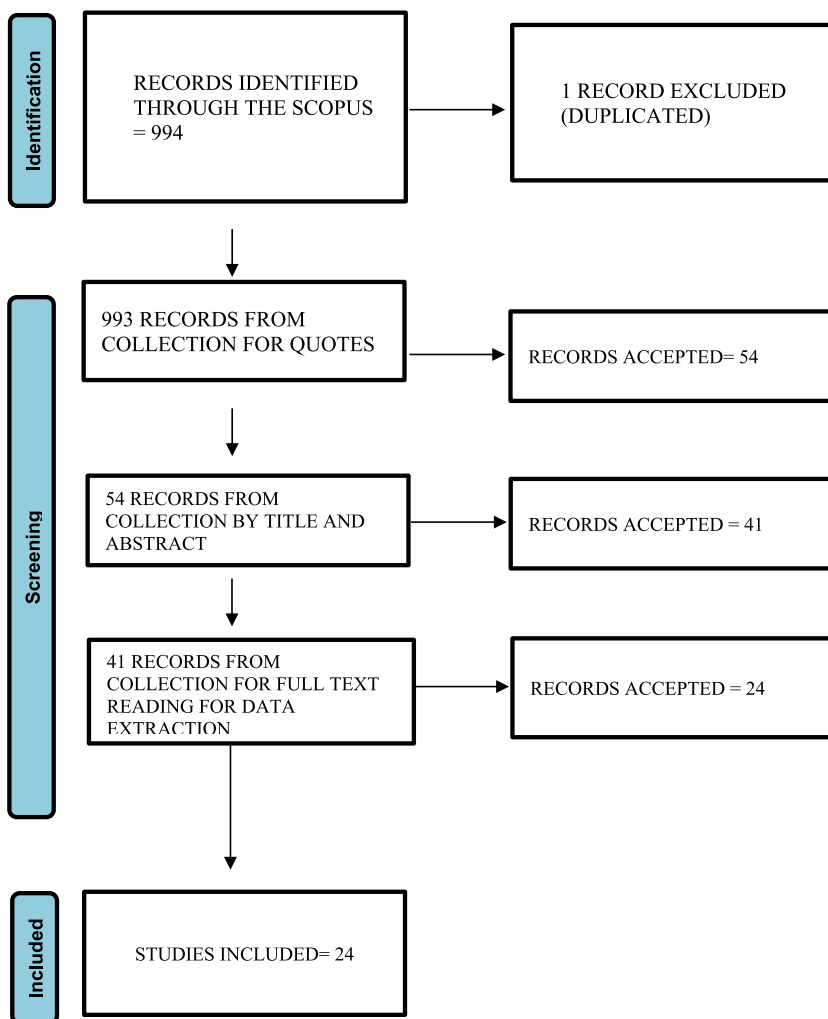 Identification
RECORDS IDENTIFIED
THROUGH THE SCOPUS
= 994
1 RECORD EXCLUDED
(DUPLICATED)
Screening
993 RECORDS FROM
COLLECTION FOR QUOTES
RECORDS ACCEPTED= 54
54 RECORDS FROM
COLLECTION BY TITLE AND
ABSTRACT
RECORDS ACCEPTED = 41
41 RECORDS FROM
COLLECTION FOR FULL TEXT
READING FOR DATA
EXTRACTION
RECORDS ACCEPTED = 24
Included
STUDIES INCLUDED= 24